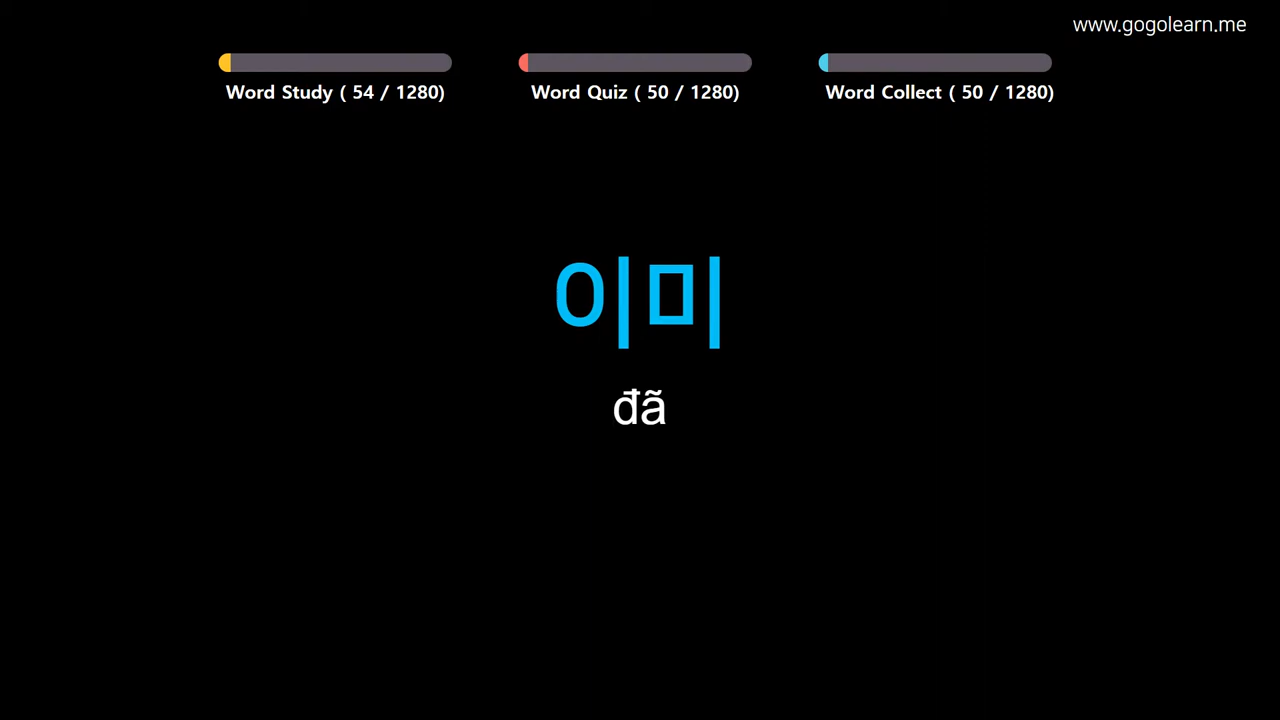 www.gogolearn.me
Word Study ( 54 / 1280)
Word Quiz ( 50 / 1280)
Word Collect ( 50 / 1280)
이미
đã